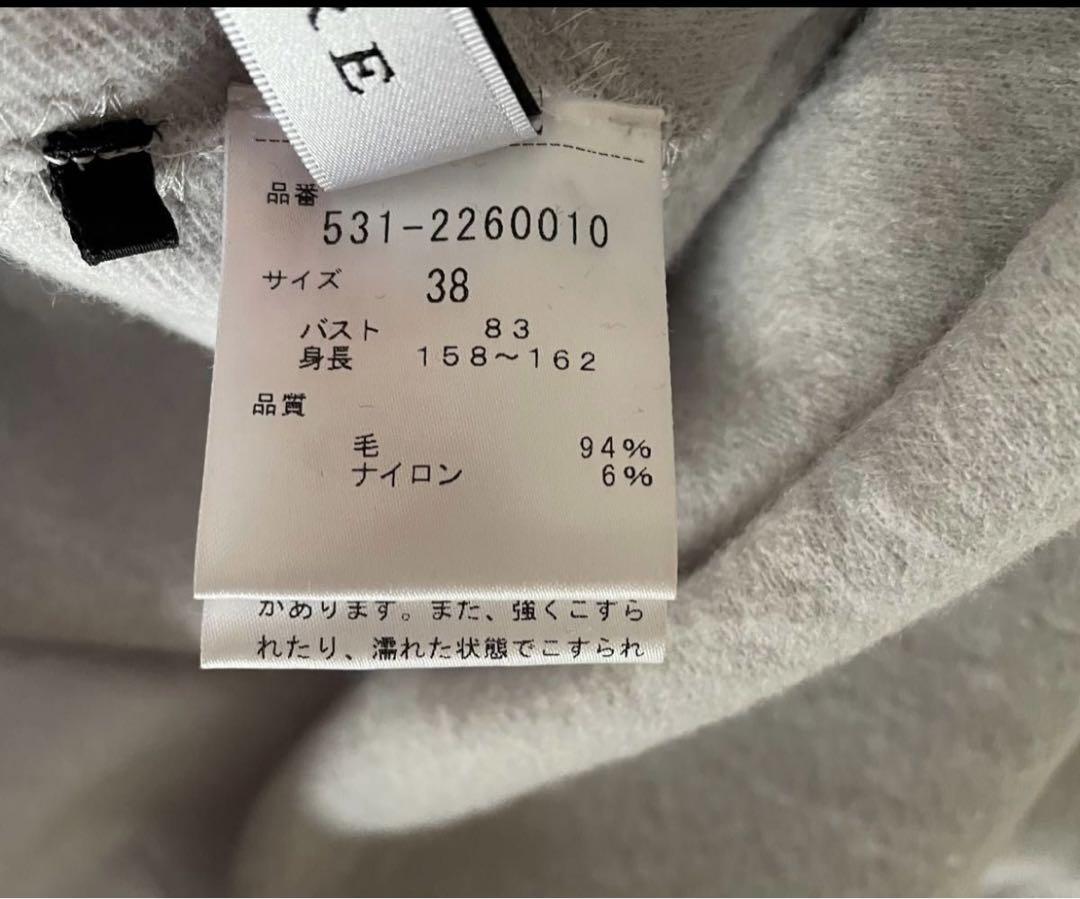 RE
品番
531-2260010
サイズ 38
バスト 83
身長 158～162
品質
毛 94%
ナイロン 6%
があります。また、強くこすら
れたり、濡れた状態でこすられ